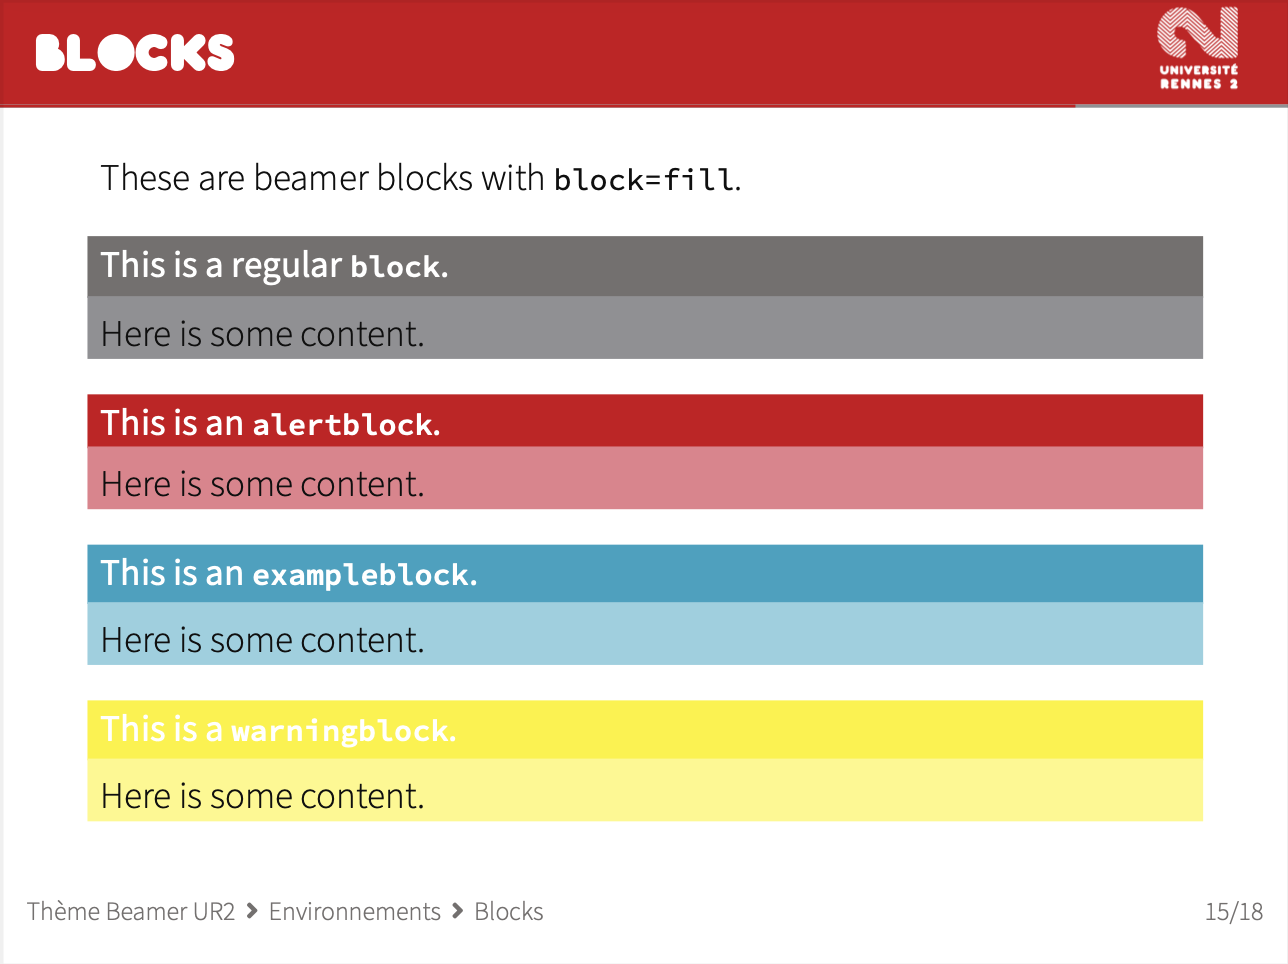 BLOCKS
UNIVERSITÉ
RENNES 2
These are beamer blocks with block=fill.
This is a regular block.
Here is some content.
This is an alertblock.
Here is some content.
This is an exampleblock.
Here is some content.
This is a warningblock.
Here is some content.
Thème Beamer UR2 > Environnements > Blocks 15/18